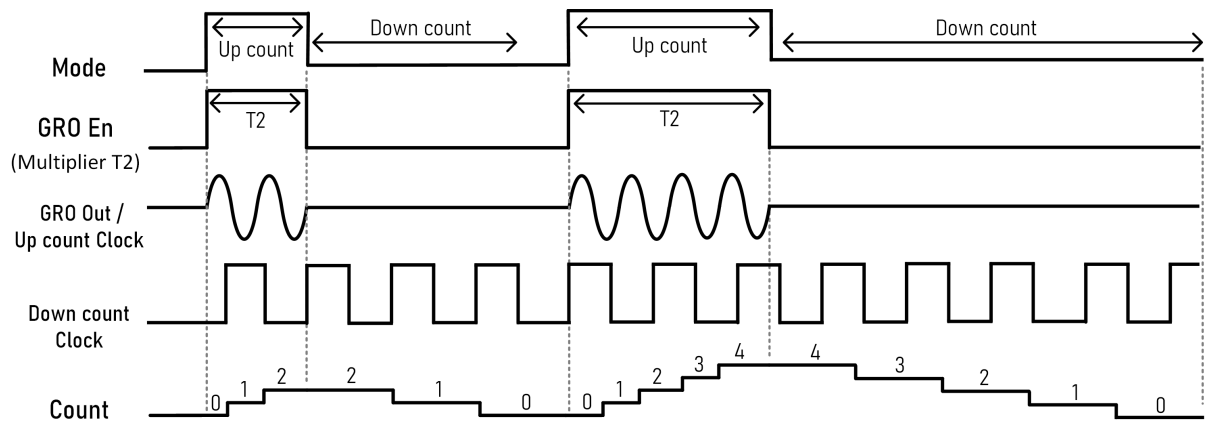 Up count
Down count
Up count
Down count
Mode
T2
T2
GRO En
(Multiplier T2)
GRO Out /
Up count Clock
Down count
Clock
0 1 2 2 1 0 0 1 2 3 4 4 3 2 1 0
Count